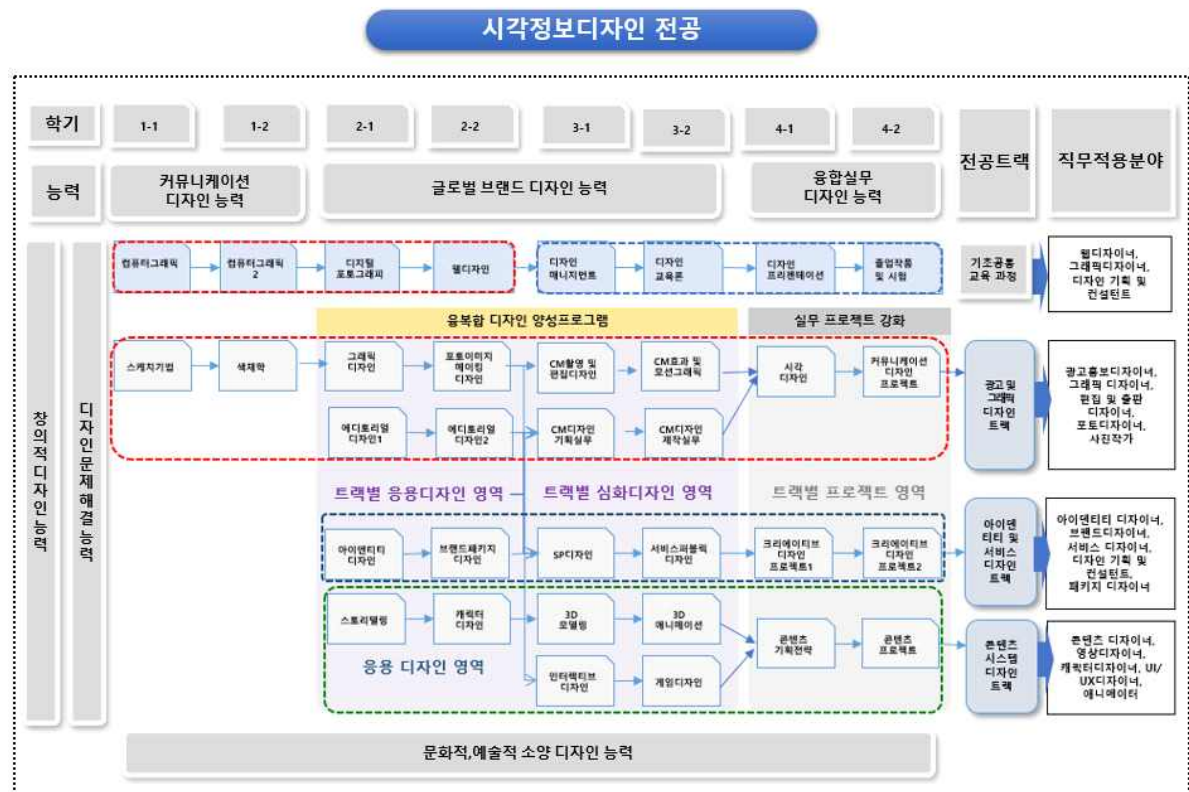 시각정보디자인 전공
학기
1-1
1-2
2-1
2-2
3-1
3-2
4-1
4-2
전공트랙
직무적용분야
능력
커뮤니케이션
디자인 능력
글로벌 브랜드 디자인 능력
융합실무
디자인 능력
창의적디자인능력
디자인문제해결능력
컴퓨터그래픽
컴퓨터그래픽
2
디지털
포토그래피
웹디자인
디자인
매니지먼트
디자인
교육론
디자인
프리젠테이션
졸업작품
및 시험
기초공통
교육 과정
웹디자이너,
그래픽디자이너,
디자인 기획 및
컨설턴트
융복합 디자인 양성프로그램
실무 프로젝트 강화
스케치기법
색채학
그래픽
디자인
포토이미지
메이킹
디자인
CM촬영 및
편집디자인
CM효과 및
모션그래픽
시각
디자인
커뮤니케이션
디자인
프로젝트
광고 및
그래픽
디자인
트랙
광고홍보디자이너,
그래픽 디자이너,
편집 및 출판
디자이너,
포토디자이너,
사진작가
에디토리얼
디자인1
에디토리얼
디자인2
CM디자인
기획실무
CM디자인
제작실무
트랙별 응용디자인 영역
트랙별 심화디자인 영역
트랙별 프로젝트 영역
아이덴티티
디자인
브랜드패키지
디자인
SP디자인
서비스퍼블릭
디자인
크리에이티브
디자인
프로젝트1
크리에이티브
디자인
프로젝트2
아이덴
티티 및
서비스
디자인
트랙
아이덴티티 디자이너,
브랜드디자이너,
서비스 디자이너,
디자인 기획 및
컨설턴트,
패키지 디자이너
스토리텔링
캐릭터
디자인
3D
모델링
3D
애니메이션
콘텐츠
기획전략
콘텐츠
프로젝트
콘텐츠
시스템
디자인
트랙
콘텐츠 디자이너,
영상디자이너,
캐릭터디자이너, UI/
UX디자이너,
애니메이터
응용 디자인 영역
인터랙티브
디자인
게임디자인
문화적,예술적 소양 디자인 능력